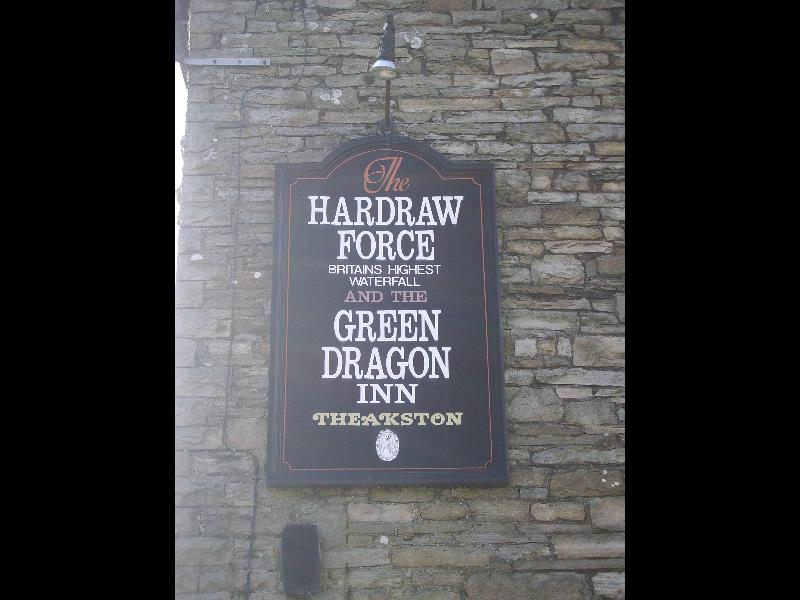 The
HARDRAW
FORCE
BRITAINS HIGHEST
WATERFALL
AND THE
GREEN
DRAGON
INN
THEAKSTON